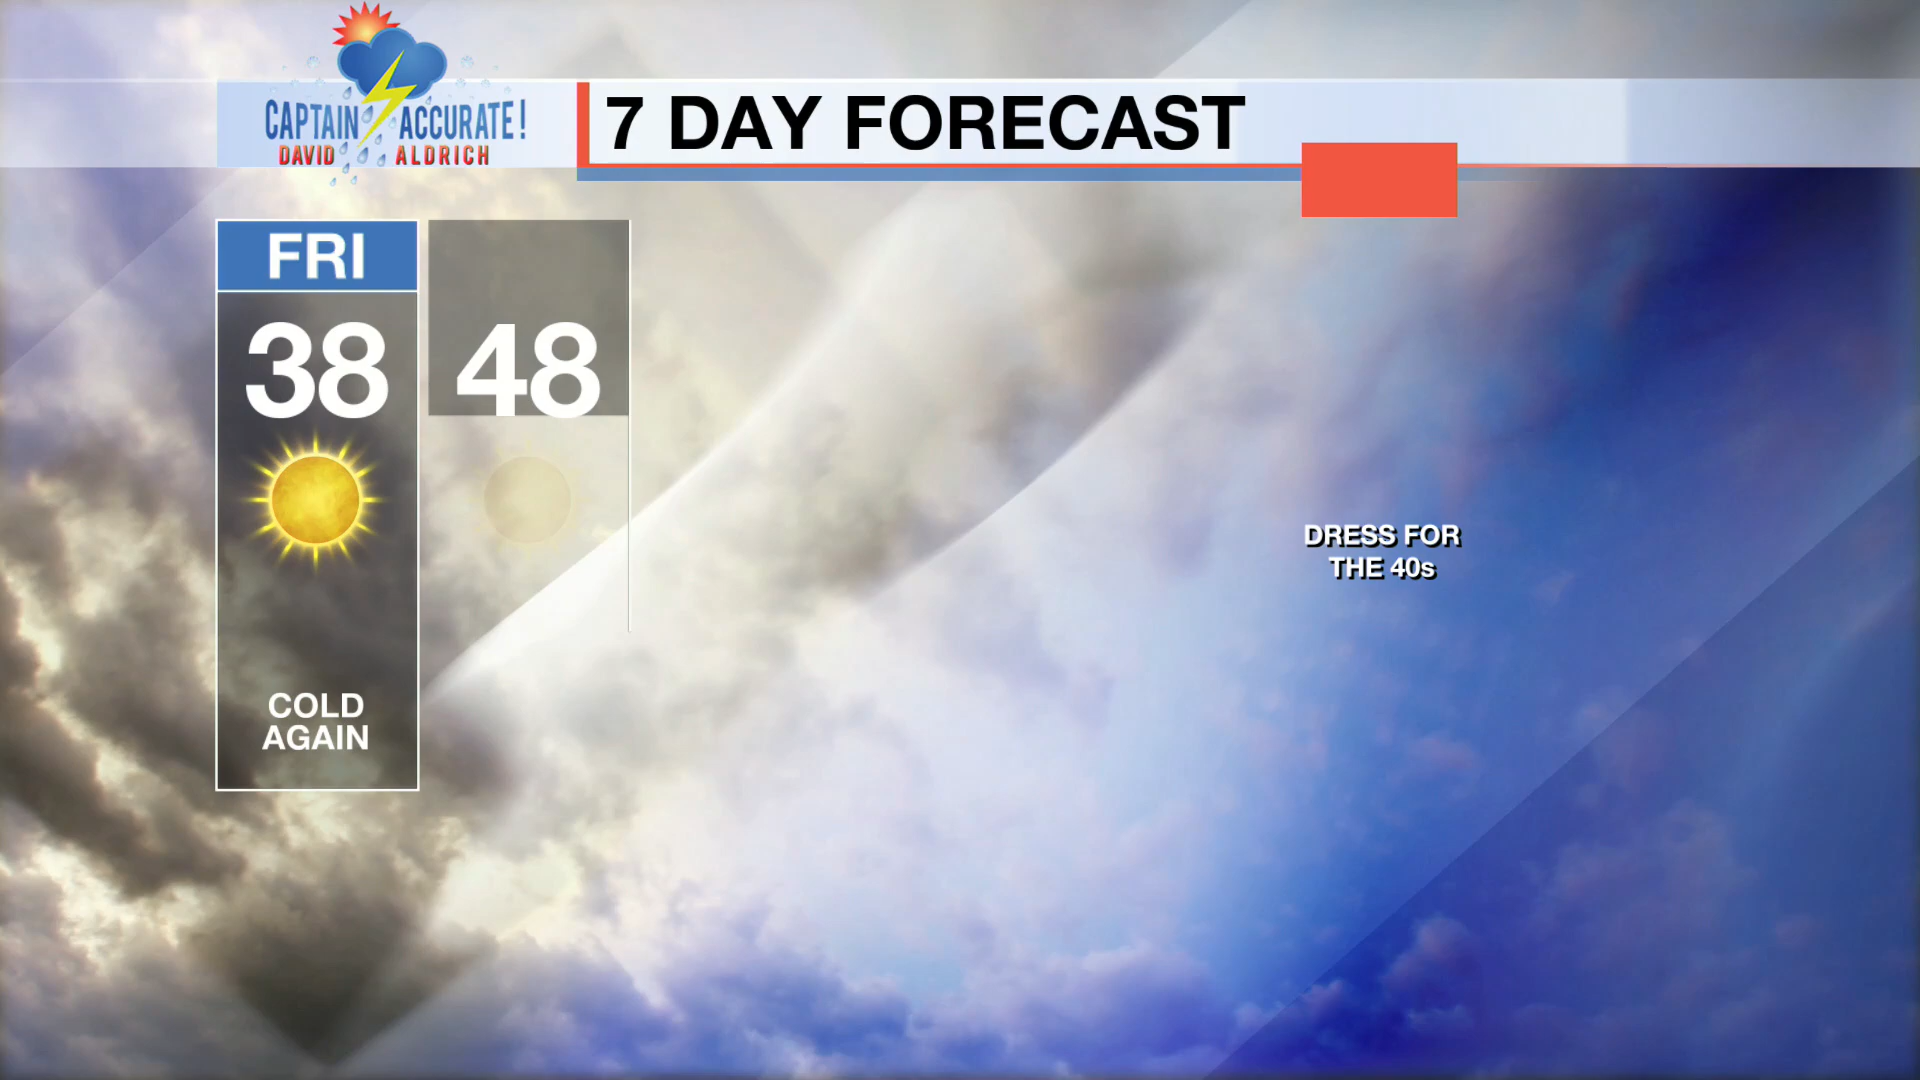 CAPTAIN ACCURATE!
DAVID ALDRICH
7 DAY FORECAST
FRI
38
COLD
AGAIN
48
DRESS FOR
THE 40s